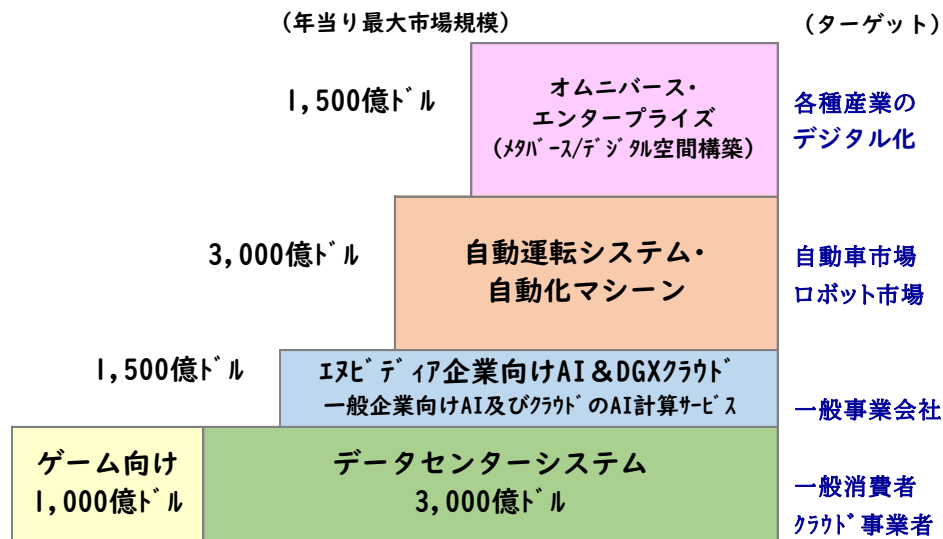 (年当り最大市場規模)
(ターゲット)
1,500億ﾄﾞﾙ
オムニバース・
エンタープライズ
(ﾒﾀﾊﾞｰｽ/ﾃﾞｼﾞﾀﾙ空間構築)
各種産業の
デジタル化
3,000億ﾄﾞﾙ
自動運転システム・
自動化マシーン
自動車市場
ロボット市場
1,500億ﾄﾞﾙ
ｴﾇﾋﾞﾃﾞｨｱ企業向けAI＆DGXｸﾗｳﾄﾞ
一般企業向けAI及びｸﾗｳﾄﾞのAI計算ｻｰﾋﾞｽ
一般事業会社
ゲーム向け
1,000億ﾄﾞﾙ
データセンターシステム
3,000億ﾄﾞﾙ
一般消費者
ｸﾗｳﾄﾞ事業者